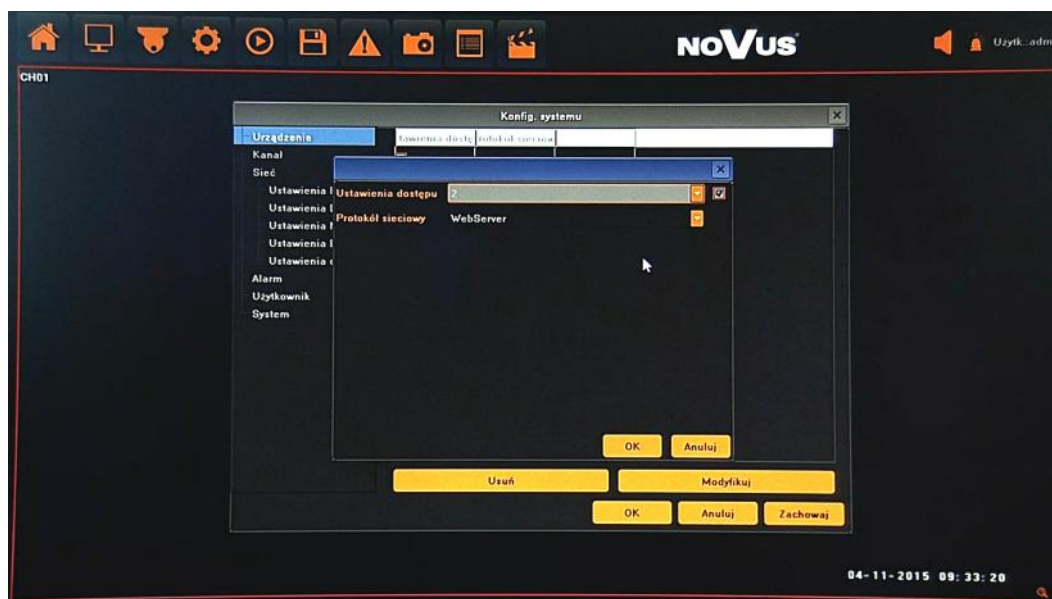 NOVUS
Użytk.:adm
CH01
Konfig. systemu
Urządzenie
Kanał
Sieć
Ustawienia
Ustawienia
Ustawienia
Ustawienia
Ustawienia
Alarm
Użytkownik
System
Ustawienia dostępu 2
Protokół sieciowy WebServer
OK Anuluj
Usuń Modyfikuj
OK Anuluj Zachowaj
04-11-2015 09:33:20